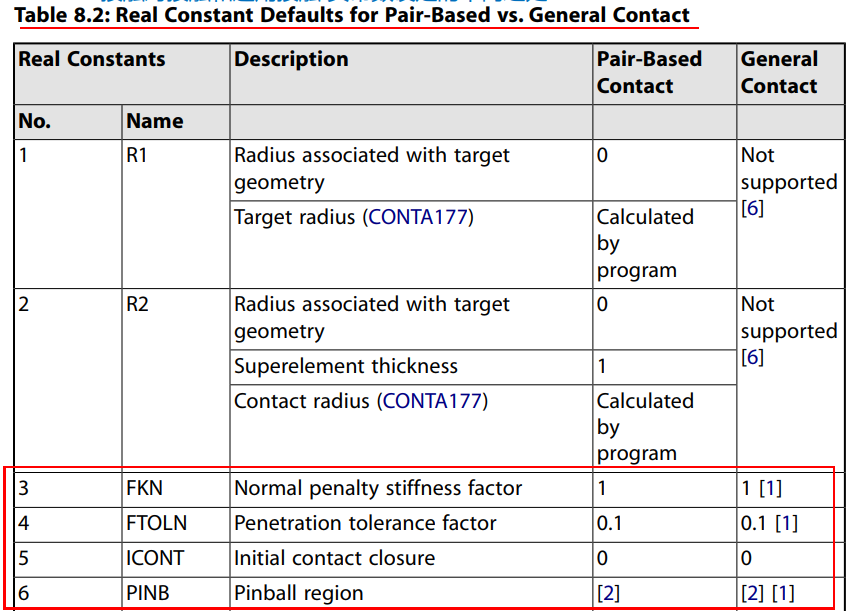 Table 8.2: Real Constant Defaults for Pair-Based vs. General Contact
Real Constants Description Pair-Based Contact General Contact
No. Name
1 R1 Radius associated with target geometry 0 Not supported [6]
Target radius (CONTA177) Calculated by program
2 R2 Radius associated with target geometry 0 Not supported [6]
Superelement thickness 1
Contact radius (CONTA177) Calculated by program
3 FKN Normal penalty stiffness factor 1 1 [1]
4 FTOLN Penetration tolerance factor 0.1 0.1 [1]
5 ICONT Initial contact closure 0 0
6 PINB Pinball region [2] [2] [1]